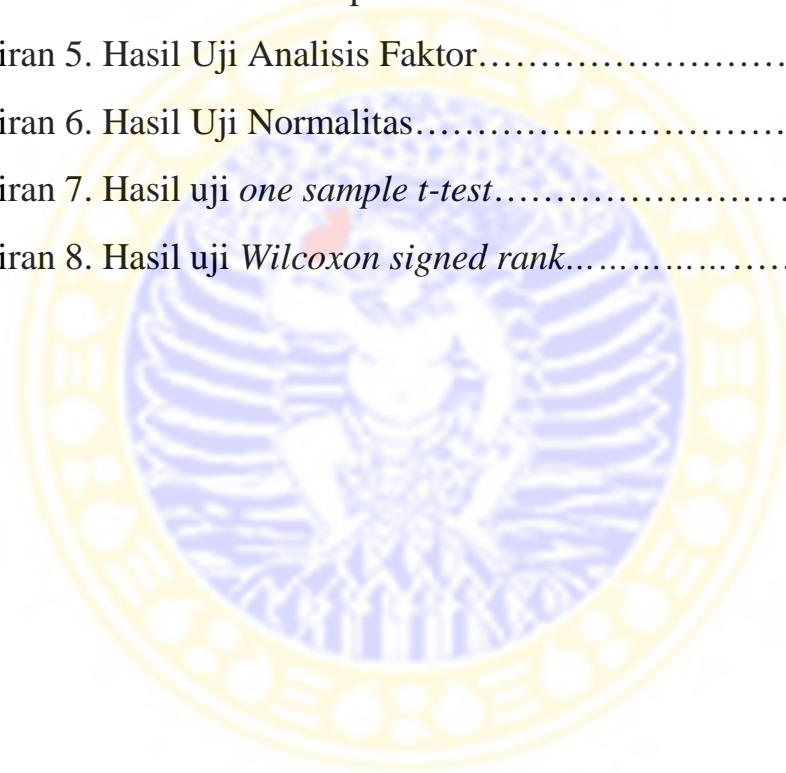 iran 5. Hasil Uji Analisis Faktor……………………….
iran 6. Hasil Uji Normalitas…………………………….
iran 7. Hasil uji one sample t-test……………………..
iran 8. Hasil uji Wilcoxon signed rank……………….